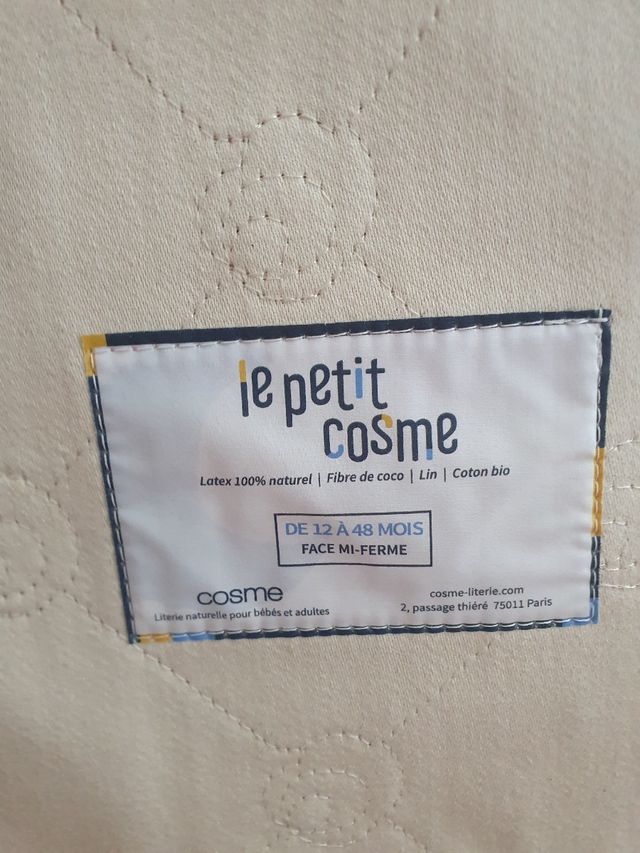 le petit
cosme
Latex 100% naturel | Fibre de coco | Lin | Coton bio
DE 12 À 48 MOIS
FACE MI-FERME
cosme
Literie naturelle pour bébés et adultes
cosme-literie.com
2, passage thiéré 75011 Paris